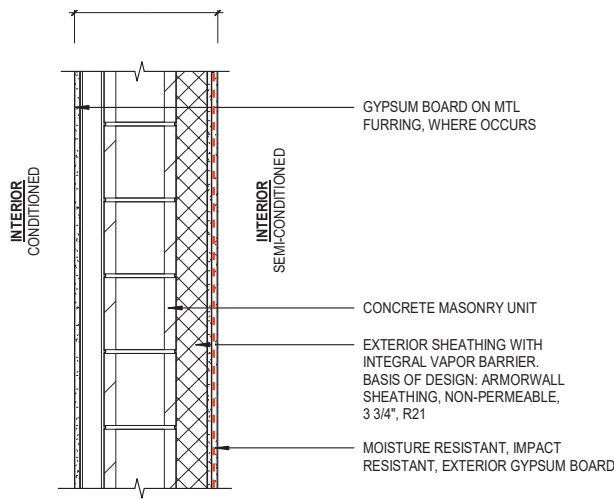 GYPSUM BOARD ON MTL
FURRING, WHERE OCCURS
INTERIOR
CONDITIONED
INTERIOR
SEMI-CONDITIONED
CONCRETE MASONRY UNIT
EXTERIOR SHEATHING WITH
INTEGRAL VAPOR BARRIER.
BASIS OF DESIGN: ARMORWALL
SHEATHING, NON-PERMEABLE,
3 3/4", R21
MOISTURE RESISTANT, IMPACT
RESISTANT, EXTERIOR GYPSUM BOARD